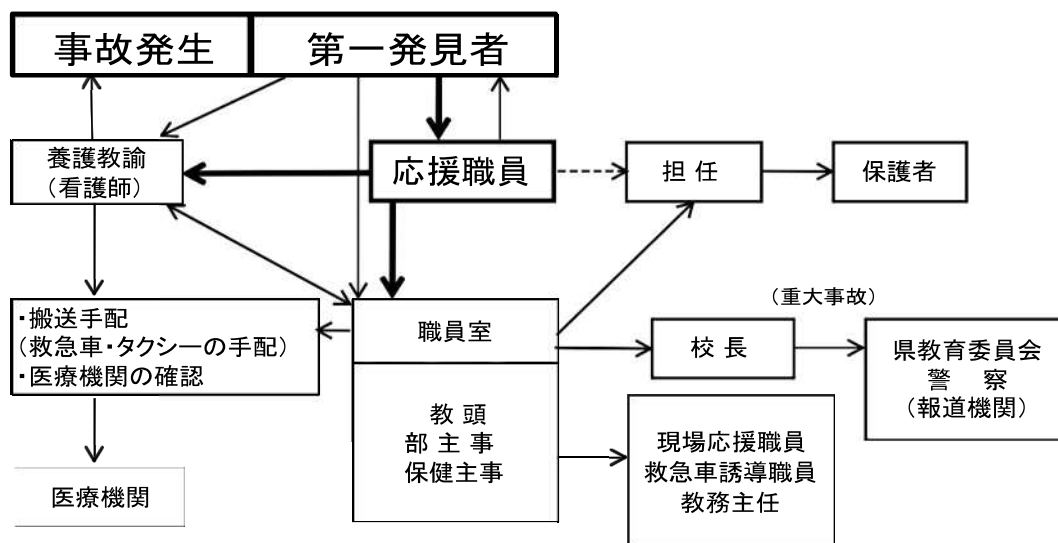 事故発生
第一発見者
養護教諭
（看護師）
応援職員
担 任
保護者
・搬送手配
（救急車・タクシーの手配）
・医療機関の確認
職員室
（重大事故）
校 長
県教育委員会
警　察
（報道機関）
教 頭
部 主 事
保健主事
現場応援職員
救急車誘導職員
教務主任
医療機関